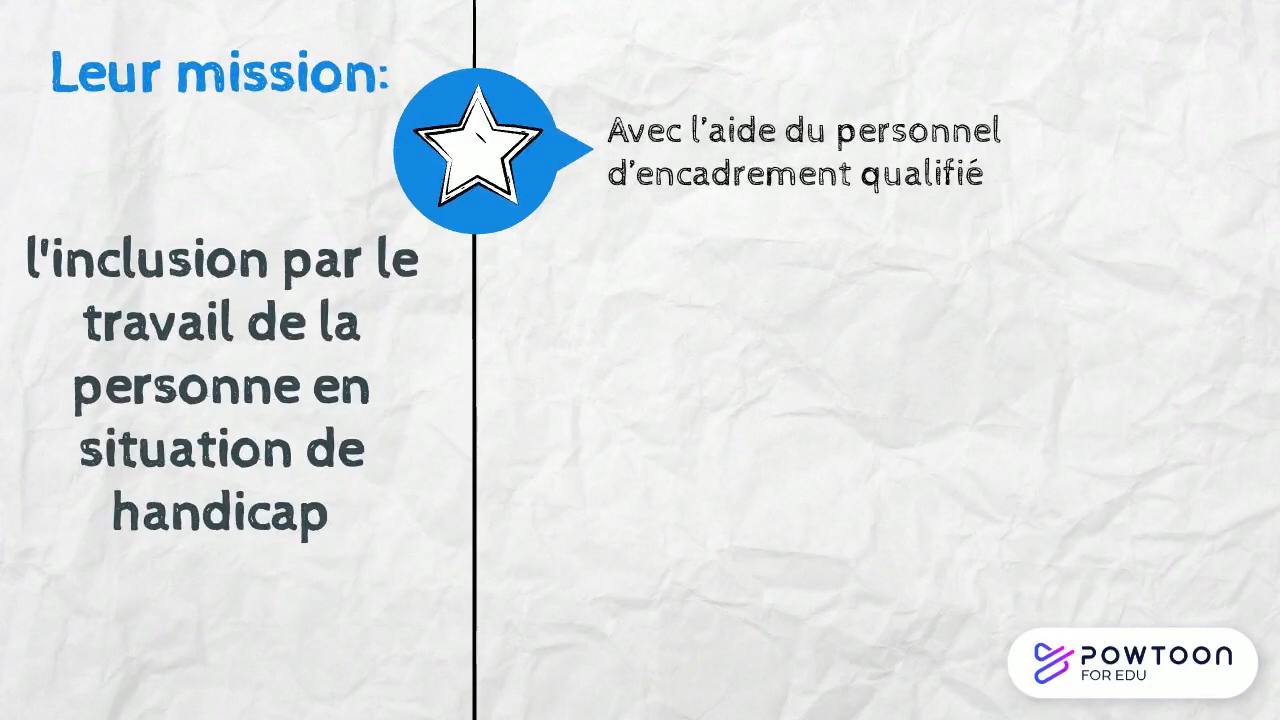 Leur mission:
l'inclusion par le
travail de la
personne en
situation de
handicap
Avec l'aide du personnel
d'encadrement qualifié
POWTOON
FOR EDU